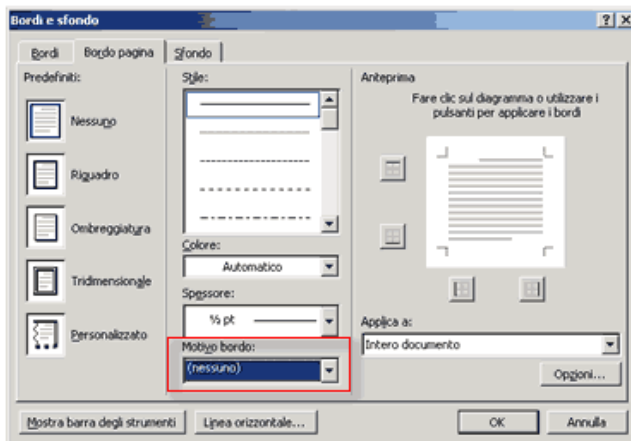 Bordi e sfondo
Bordi
Bordo pagina
Sfondo
Predefiniti:
Nessuno
Riquadro
Ombreggiatura
Tridimensionale
Personalizzato
Stile:
Colore:
Automatico
Spessore:
½ pt
Motivo bordo:
(nessuno)
Anteprima
Fare clic sul diagramma o utilizzare i
pulsanti per applicare i bordi
Applica a:
Intero documento
Opzioni...
Mostra barra degli strumenti
Linea orizzontale...
OK
Annulla